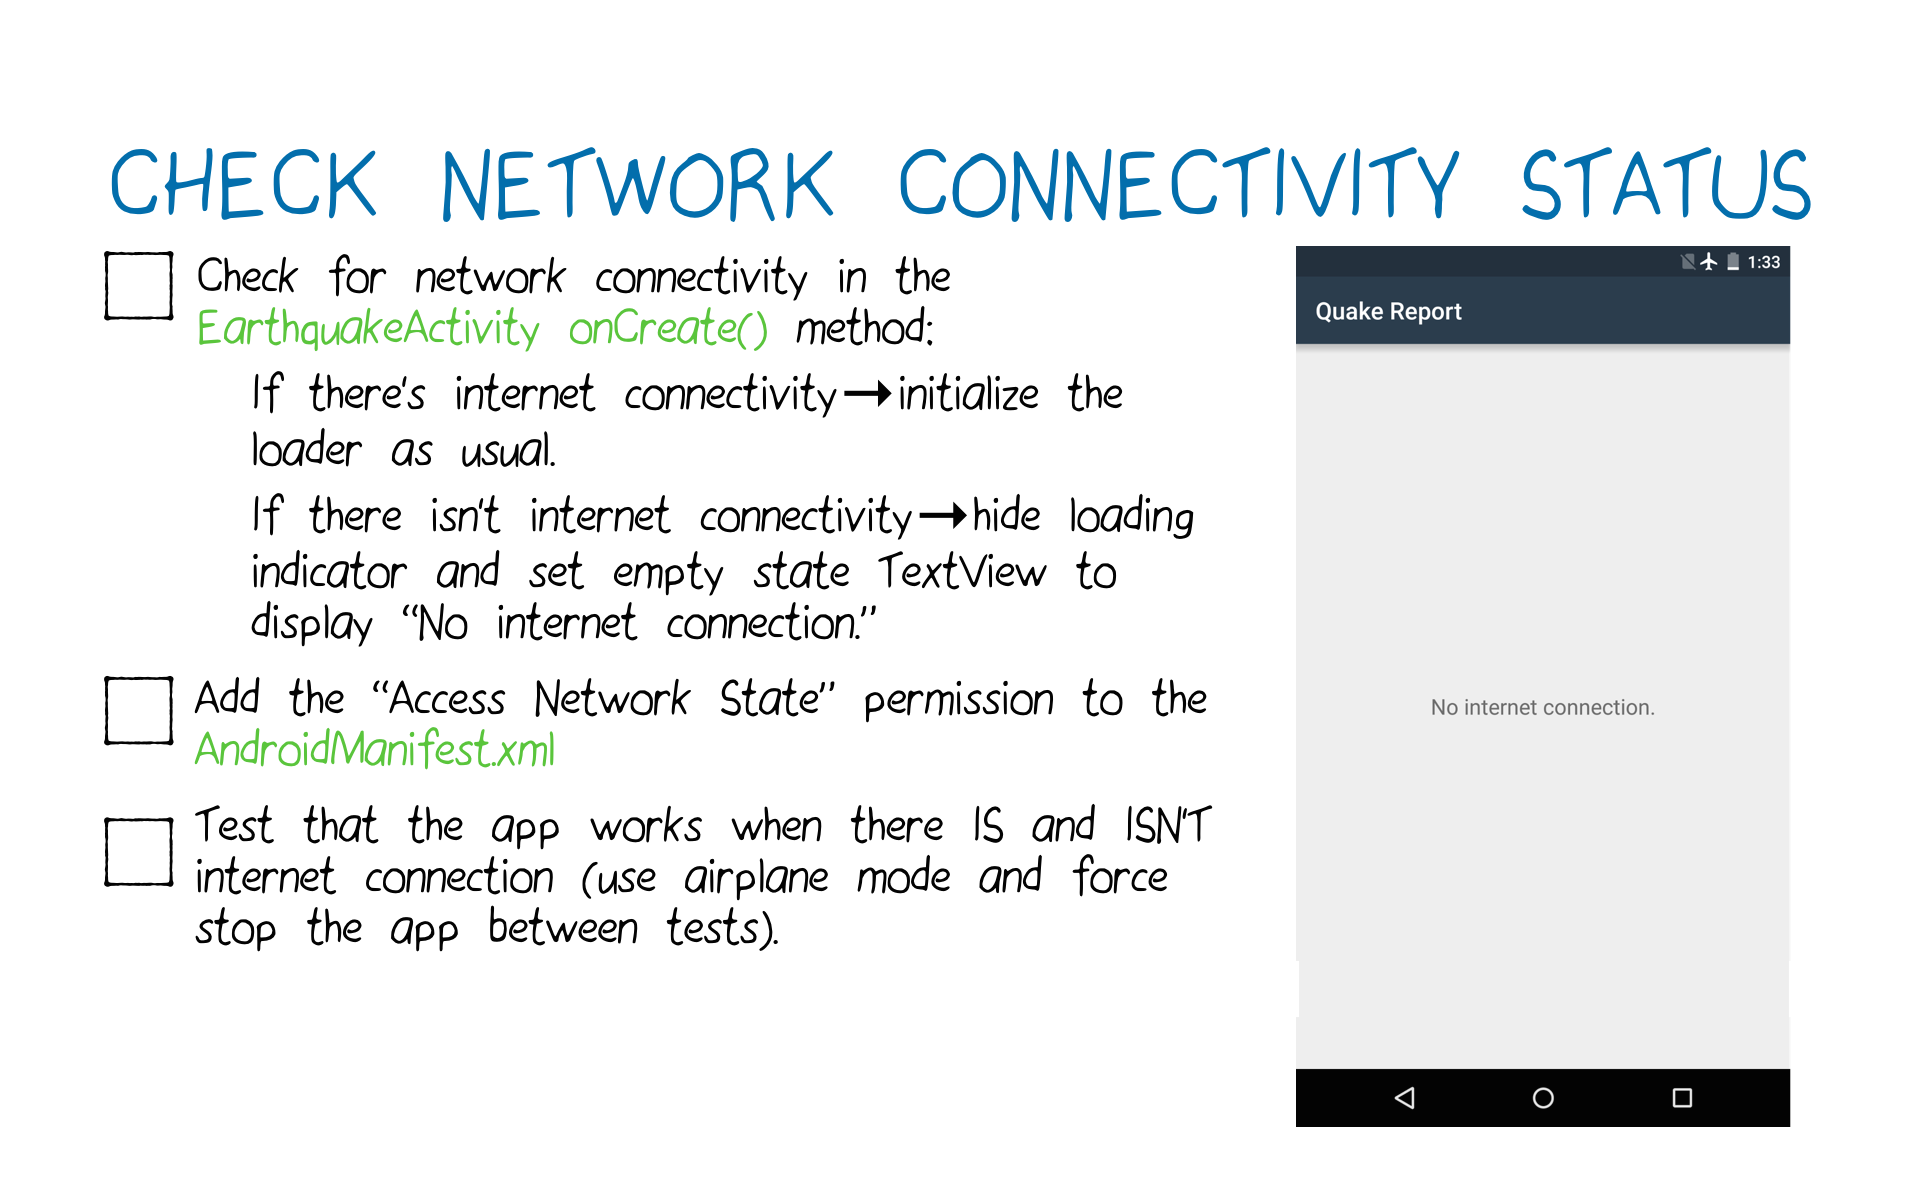 CHECK NETWORK CONNECTIVITY STATUS
Check for network connectivity in the
EarthquakeActivity onCreate() method:
If there's internet connectivity→initialize the
loader as usual.
If there isn't internet connectivity→hide loading
indicator and set empty state TextView to
display “No internet connection.”
Add the “Access Network State” permission to the
AndroidManifest.xml
Test that the app works when there IS and ISN'T
internet connection (use airplane mode and force
stop the app between tests).
1:33
Quake Report
No internet connection.